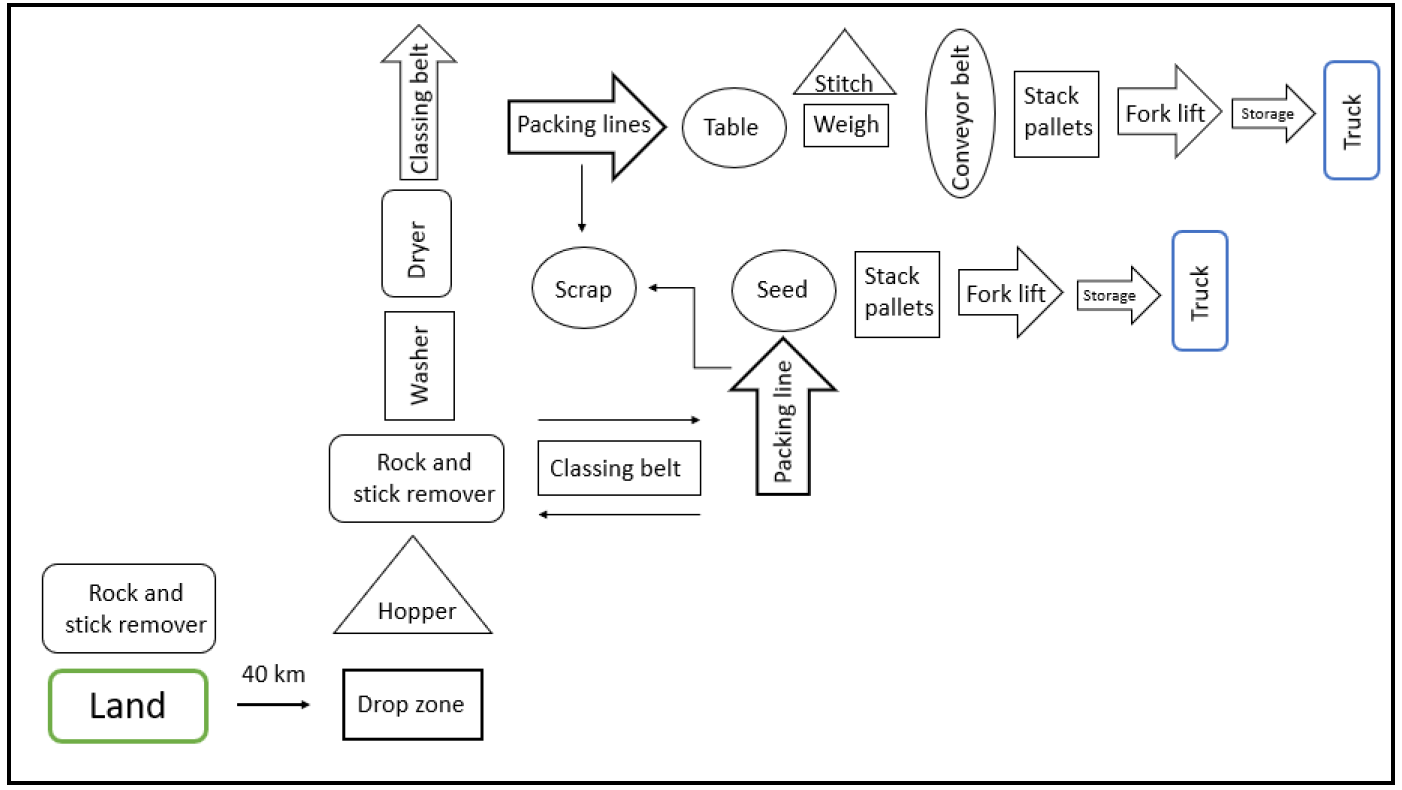 Classing belt
Packing lines
Table
Stitch
Weigh
Conveyor belt
Stack
pallets
Fork lift
Storage
Truck
Dryer
Scrap
Seed
Stack
pallets
Fork lift
Storage
Truck
Washer
Packing line
Rock and
stick remover
Classing belt
Hopper
Rock and
stick remover
Land
40 km
Drop zone